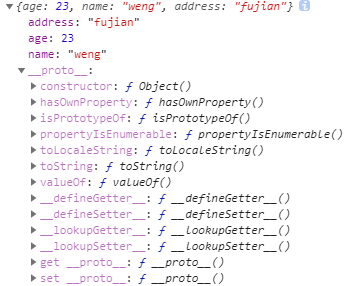 {age: 23, name: "weng", address: "fujian"} i
address: "fujian"
age: 23
name: "weng"
__proto__:
constructor: ƒ Object()
hasOwnProperty: ƒ hasOwnProperty()
isPrototypeOf: ƒ isPrototypeOf()
propertyIsEnumerable: ƒ propertyIsEnumerable()
toLocaleString: ƒ toLocaleString()
toString: ƒ toString()
valueOf: ƒ valueOf()
__defineGetter__: ƒ __defineGetter__()
__defineSetter__: ƒ __defineSetter__()
__lookupGetter__: ƒ __lookupGetter__()
__lookupSetter__: ƒ __lookupSetter__()
get __proto__: ƒ __proto__()
set __proto__: ƒ __proto__()